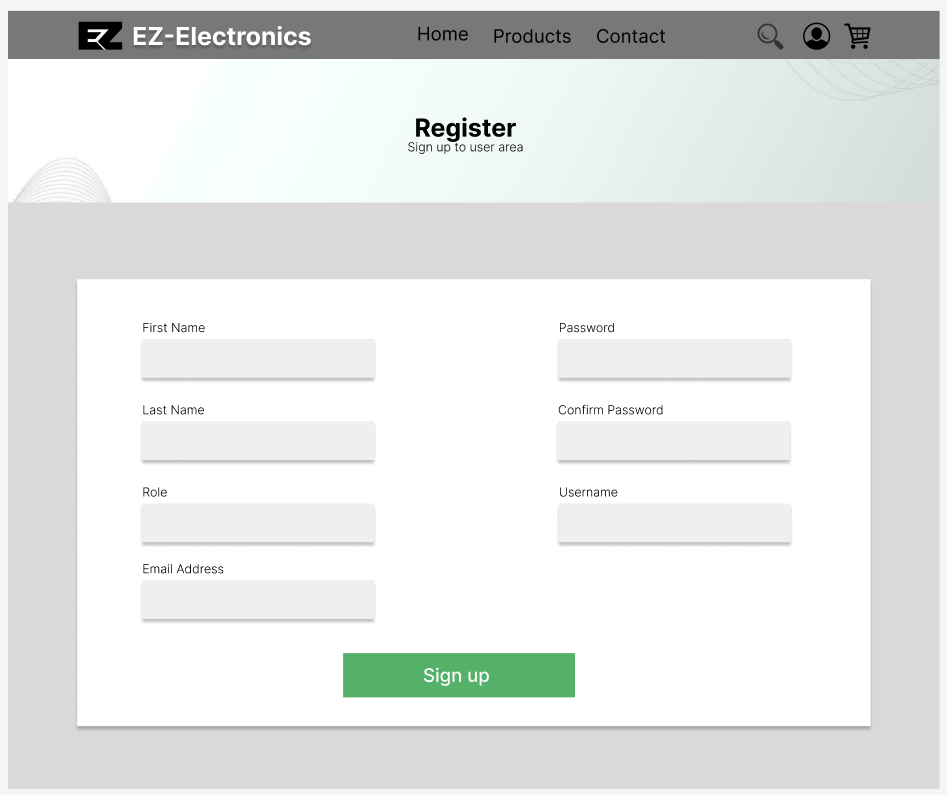 EZ EZ-Electronics Home Products Contact
Register
Sign up to user area
First Name
Password
Last Name
Confirm Password
Role
Username
Email Address
Sign up